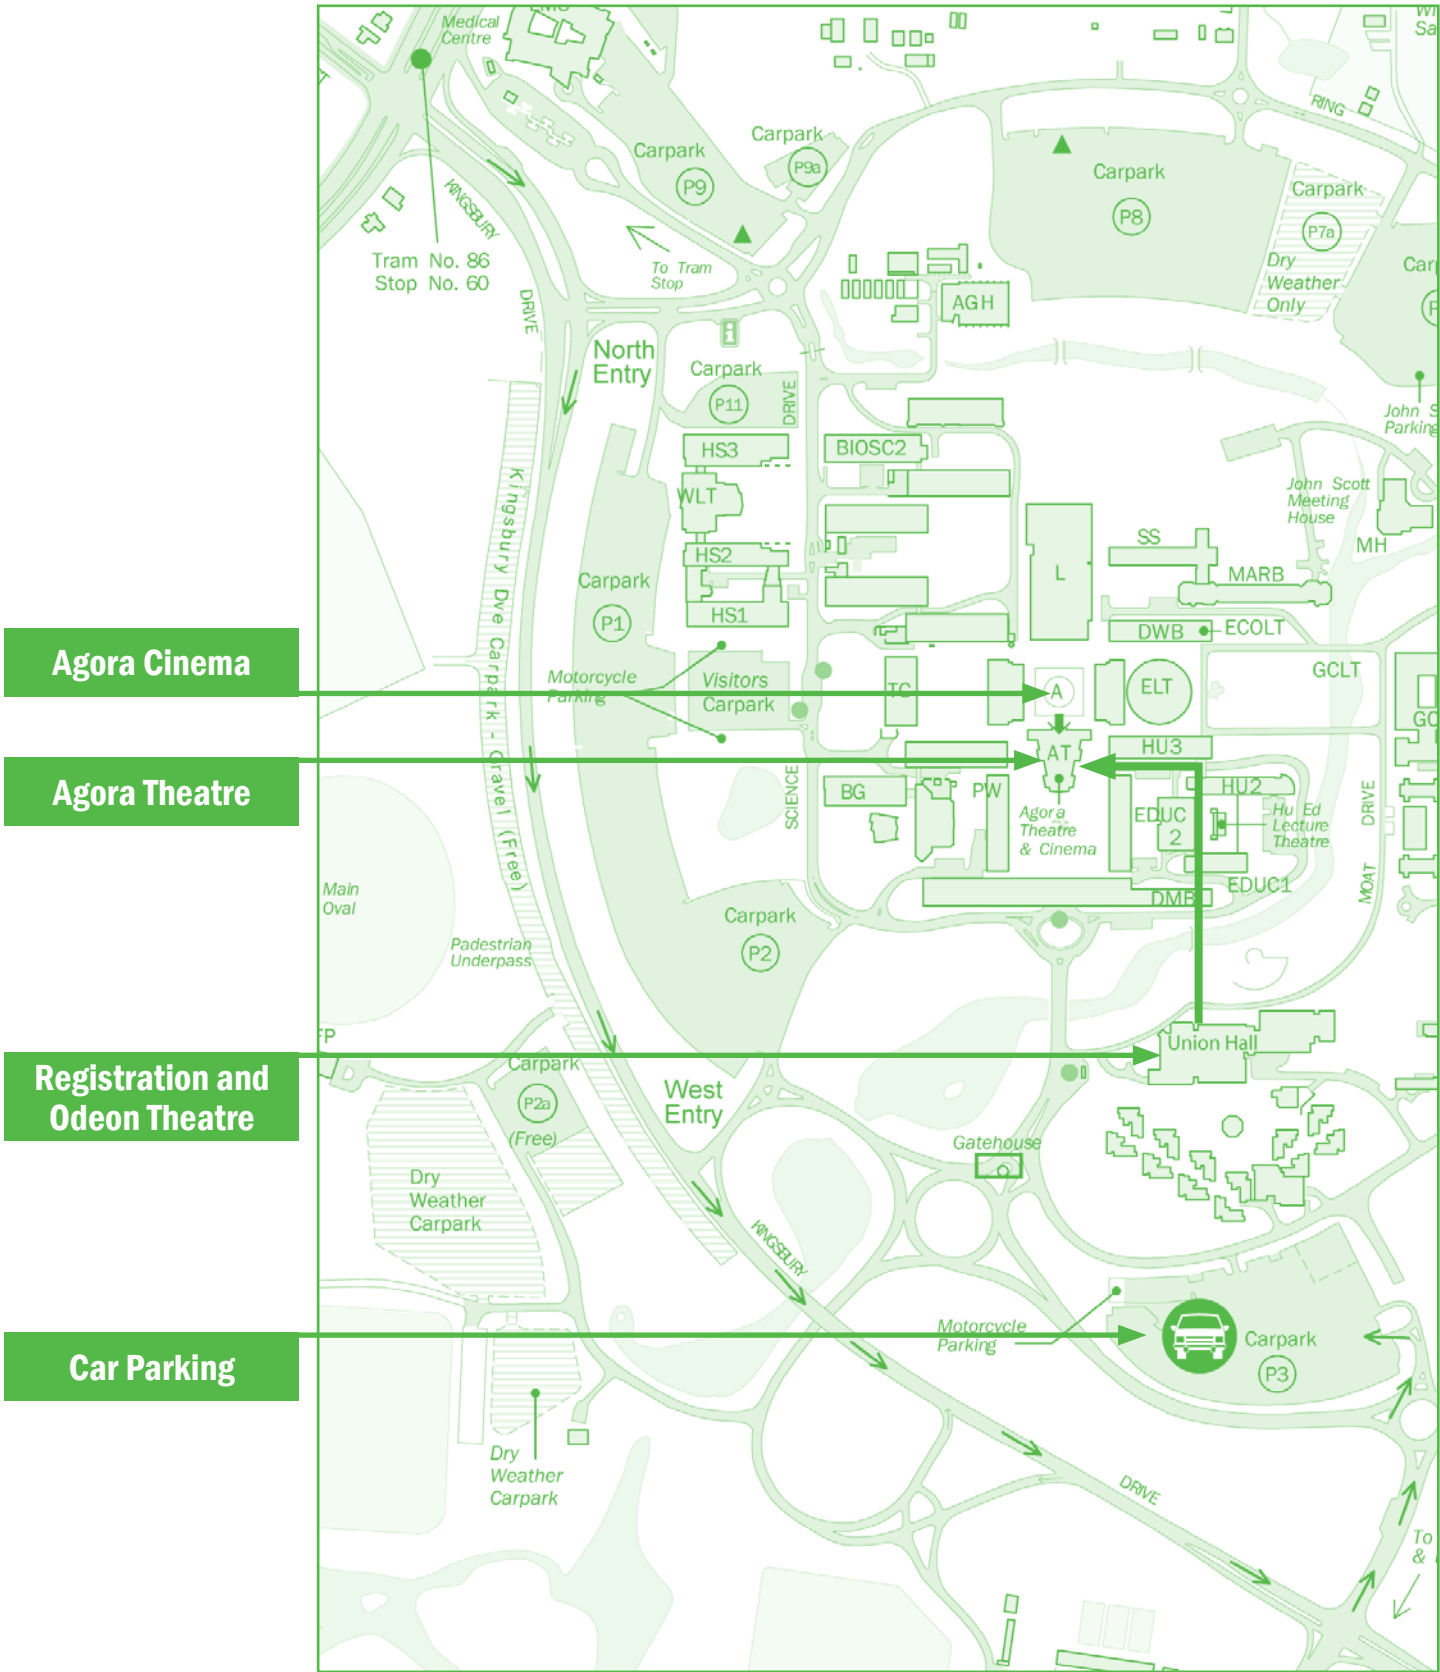 Medical
Centre
RING
Carpark
P9a
Carpark
P9
Carpark
P8
Carpark
P7a
Dry
Weather
Only
KINGSBURY
Tram No. 86
Stop No. 60
To Tram
Stop
DRIVE
AGH
North
Entry
Carpark
P11
DRIVE
John S
Parking
HS3
BIOSC2
WLT
John Scott
Meeting
House
MH
Kingsbury Dve Carpark - Gravel (Free)
HS2
SS
L
MARB
Carpark
P1
HS1
DWB
ECOLT
Agora Cinema
Motorcycle
Parking
Visitors
Carpark
TC
A
ELT
GCLT
Agora Theatre
AT
HU3
SCIENCE
BG
PW
HU2
DRIVE
Agora
Theatre
& Cinema
EDUC
2
Hu Ed
Lecture
Theatre
EDUC1
MOAT
Main
Oval
DMB
Carpark
P2
Padestrian
Underpass
FP
Union Hall
Registration and
Odeon Theatre
Carpark
P2a
(Free)
West
Entry
Gatehouse
Dry
Weather
Carpark
KINGSBURY
Car Parking
Motorcycle
Parking
Carpark
P3
Dry
Weather
Carpark
DRIVE
To
&